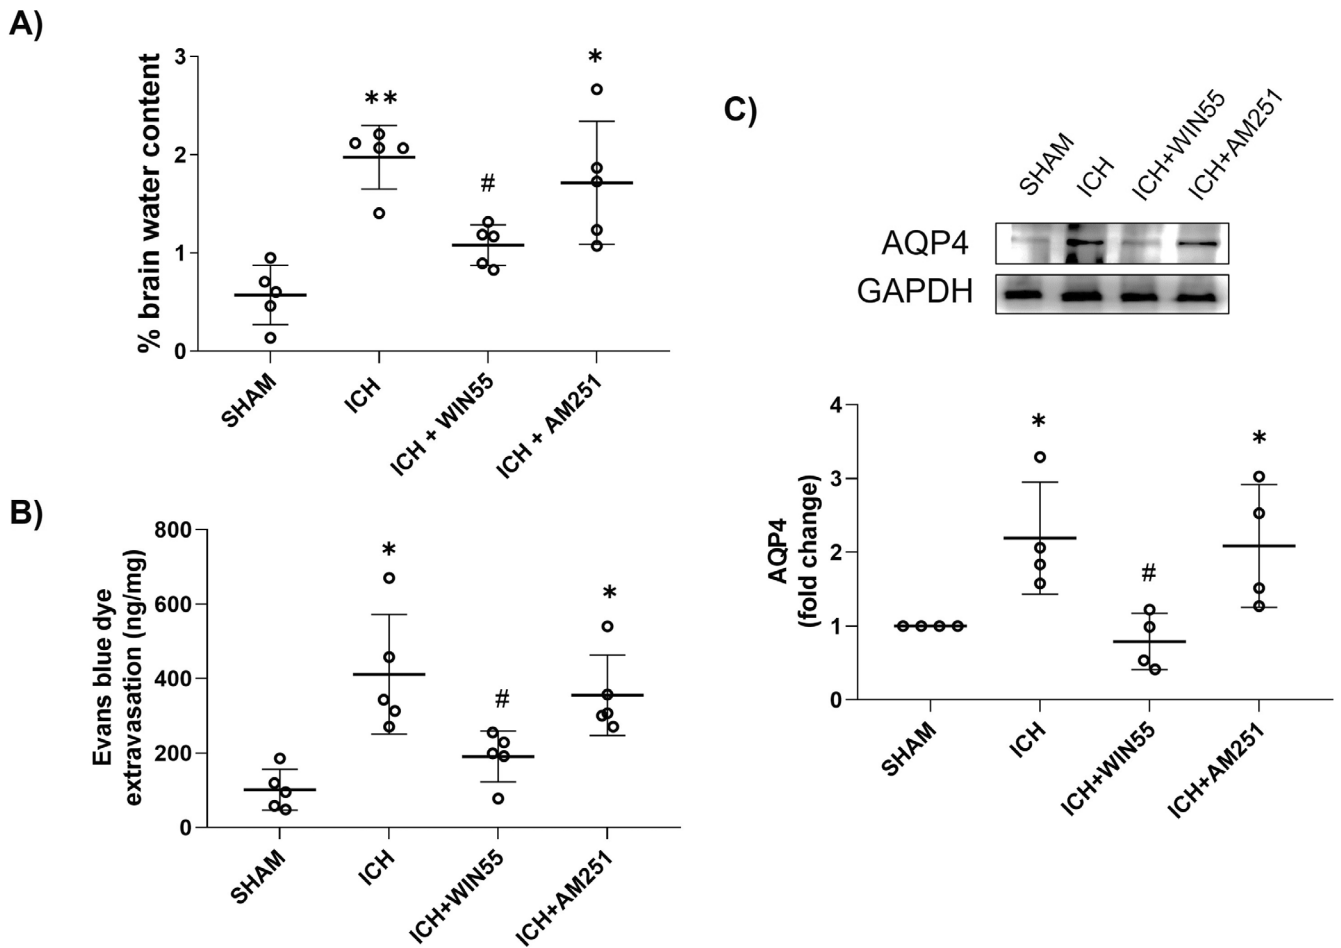 A)
% brain water content
3
2
1
0
**
#
*
SHAM
ICH
ICH + WIN55
ICH + AM251
B)
Evans blue dye
extravasation (ng/mg)
800
600
400
200
0
*
#
*
SHAM
ICH
ICH+WIN55
ICH+AM251
C)
SHAM
ICH
ICH+WIN55
ICH+AM251
AQP4
GAPDH
AQP4
(fold change)
4
3
2
1
0
*
#
*
SHAM
ICH
ICH+WIN55
ICH+AM251